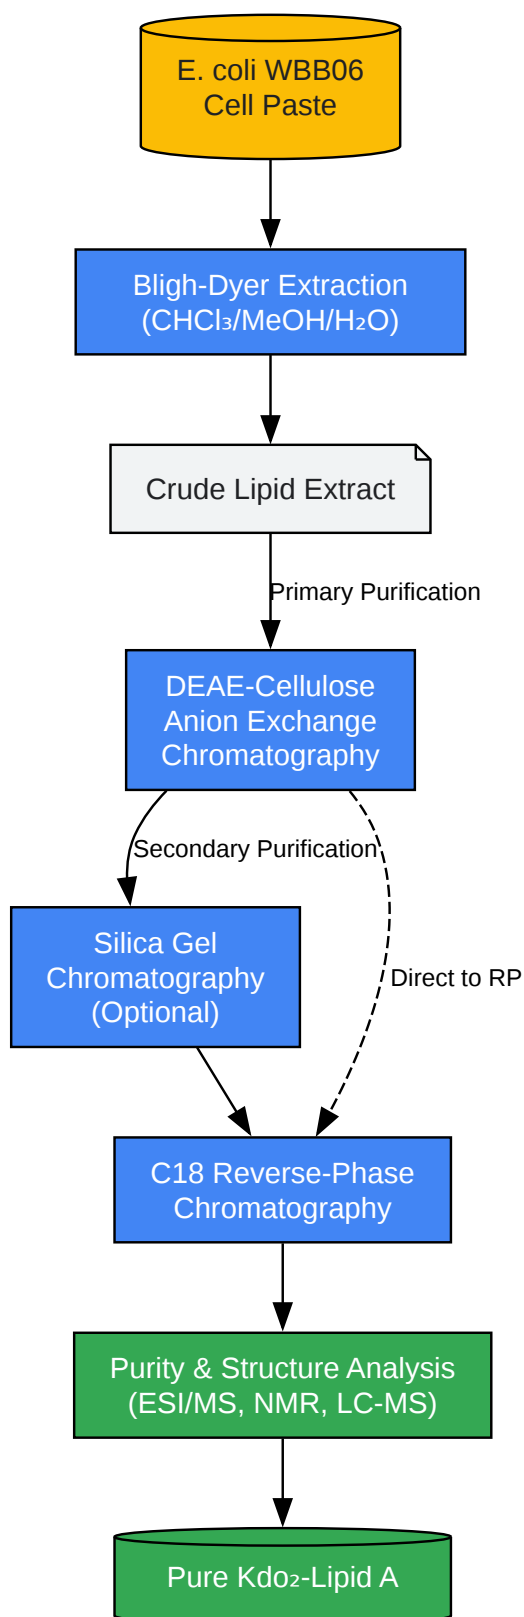 E. coli WBB06
Cell Paste
Bligh-Dyer Extraction
(CHCl₃/MeOH/H₂O)
Crude Lipid Extract
Primary Purification
DEAE-Cellulose
Anion Exchange
Chromatography
Secondary Purification
Silica Gel
Chromatography
(Optional)
Direct to RP
C18 Reverse-Phase
Chromatography
Purity & Structure Analysis
(ESI/MS, NMR, LC-MS)
Pure Kdo₂-Lipid A